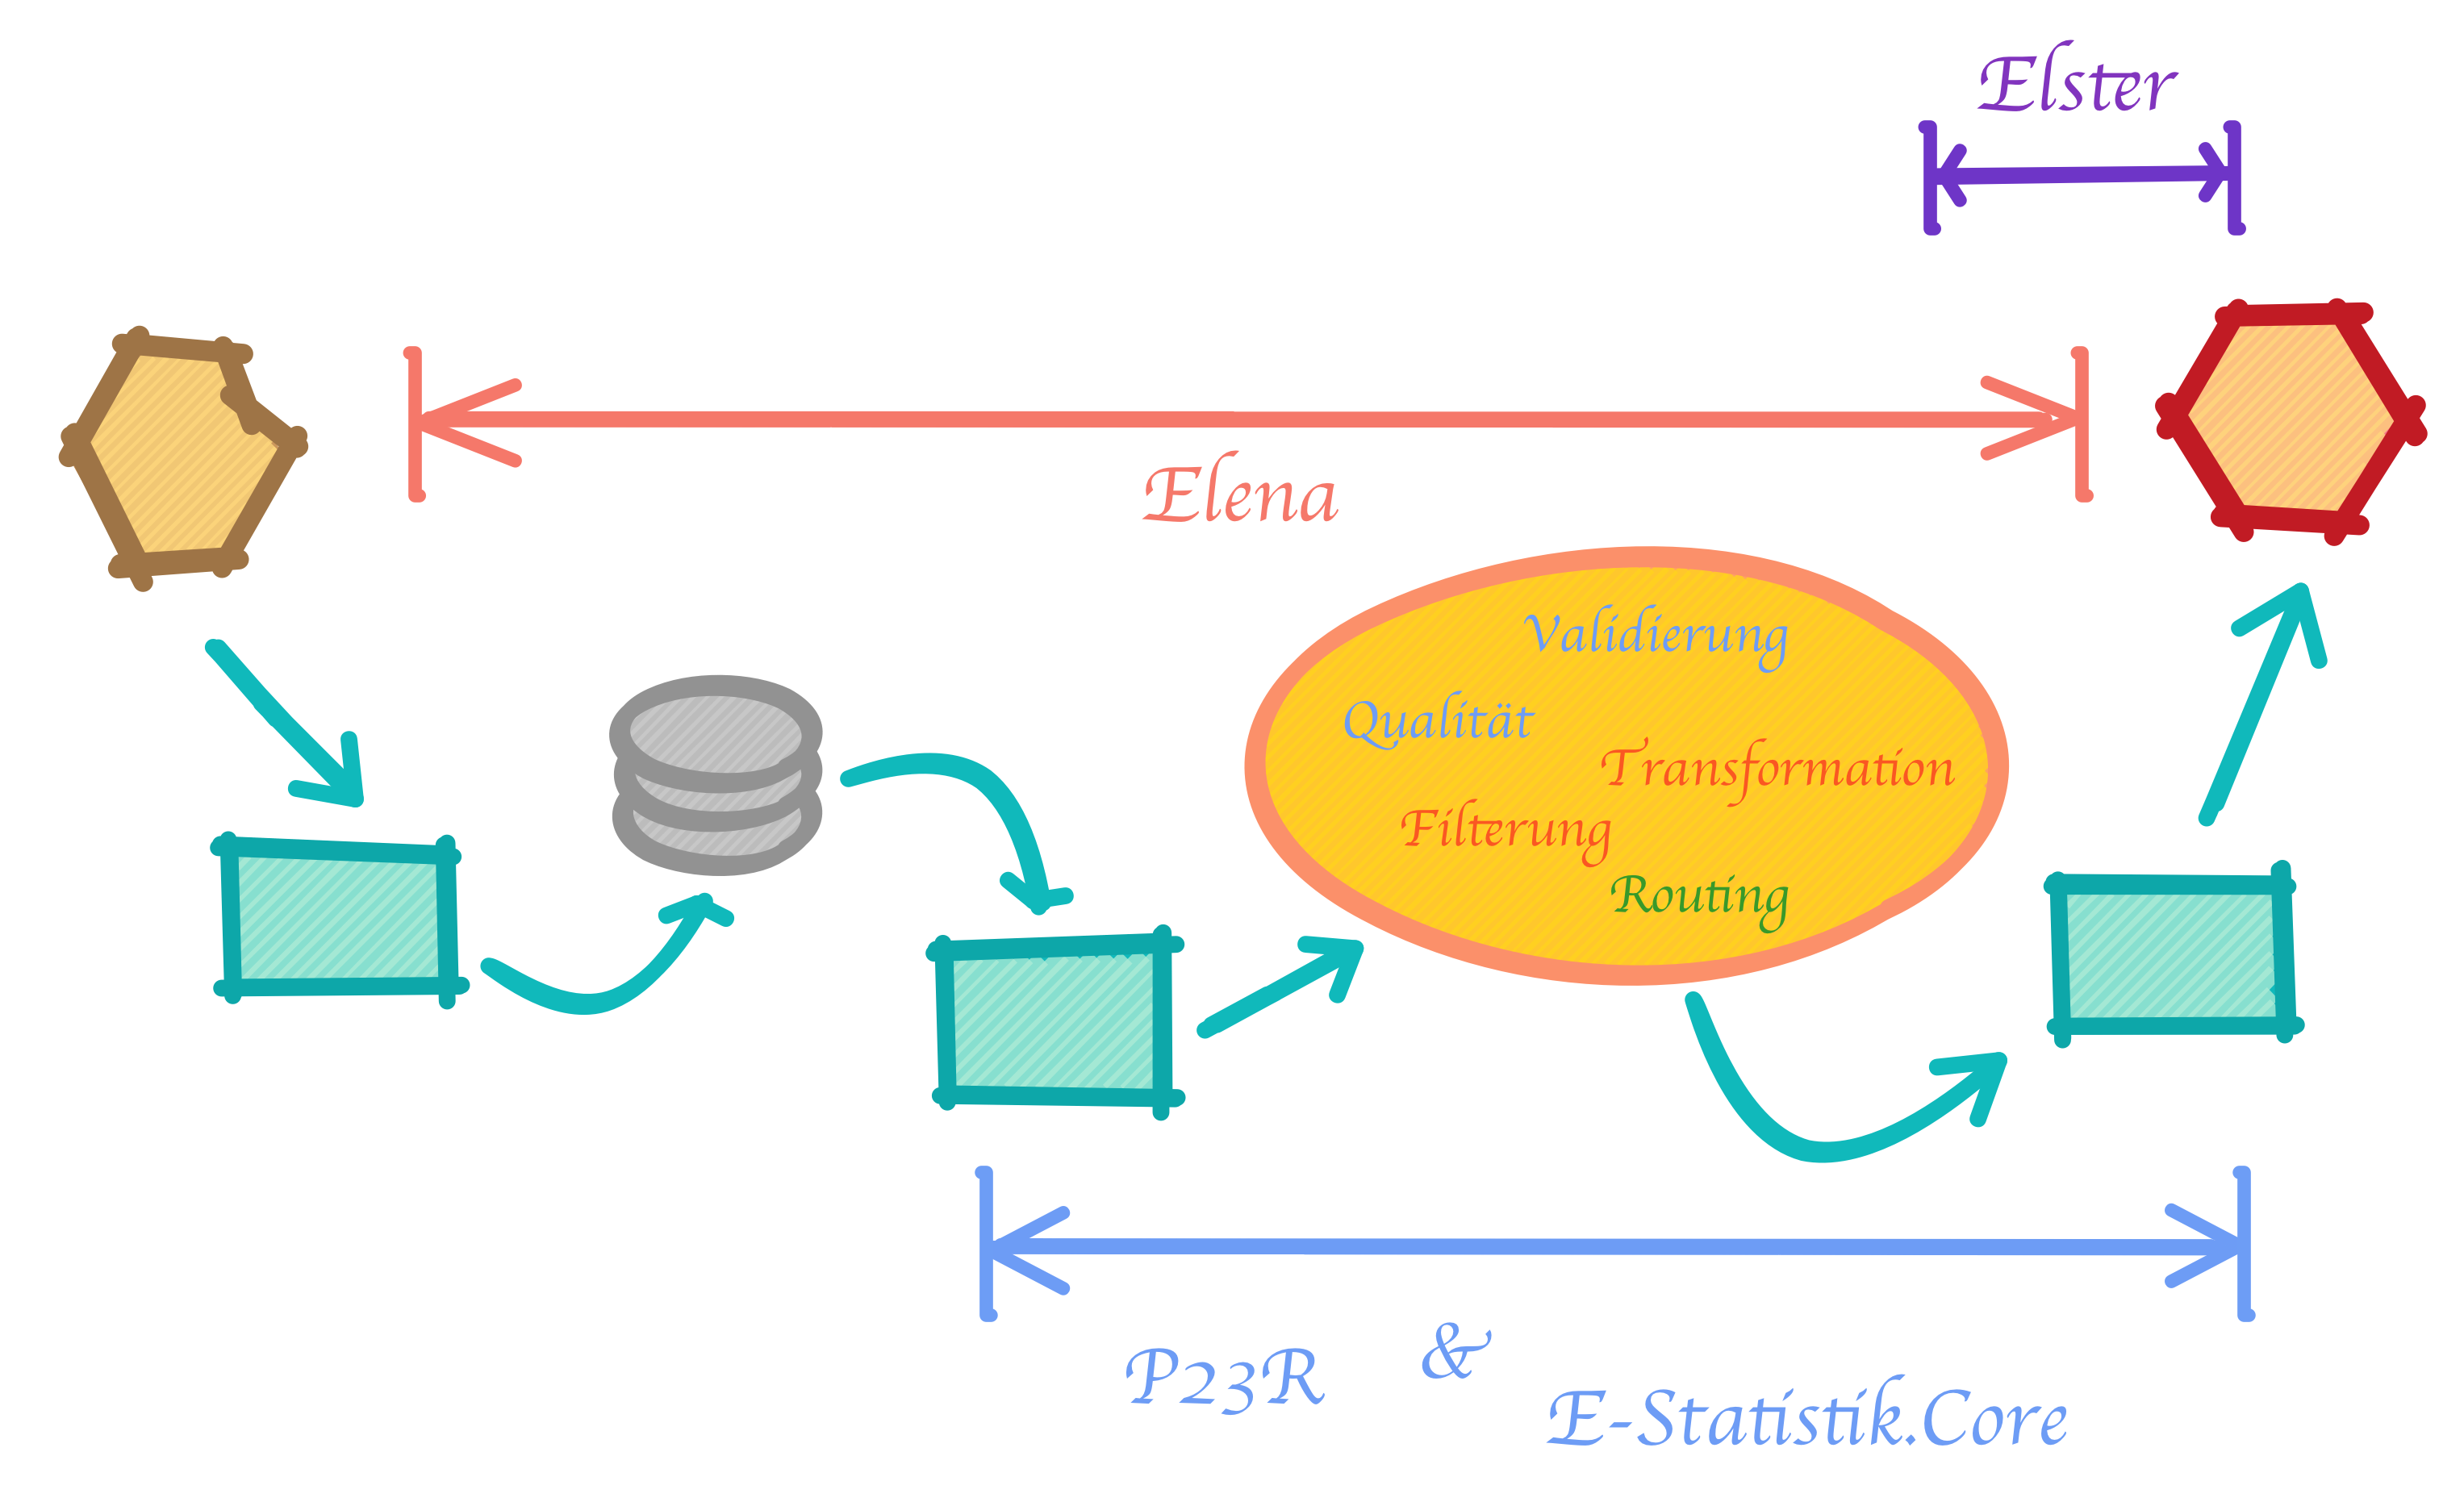 Elster
Elena
Validierung
Qualität
Transformation
Filterung
Routing
P23R
&
E-Statistik.Core